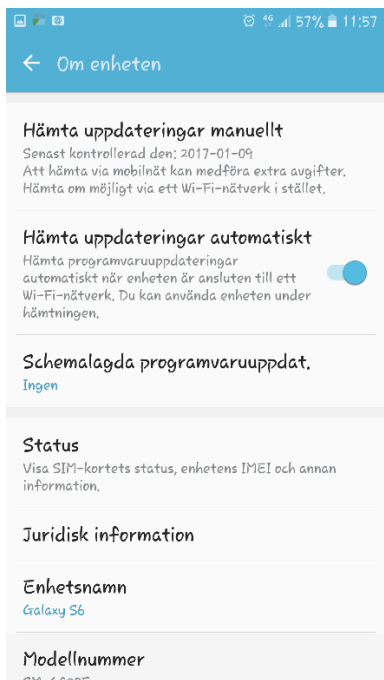 4G 57% 11:57
Om enheten
Hämta uppdateringar manuellt
Senast kontrollerad den: 2017-01-09
Att hämta via mobilnät kan medföra extra avgifter.
Hämta om möjligt via ett Wi-Fi-nätverk i stället.
Hämta uppdateringar automatiskt
Hämta programvaruuppdateringar
automatiskt när enheten är ansluten till ett
Wi-Fi-nätverk. Du kan använda enheten under
hämtningen.
Schemalagda programvaruuppdat.
Ingen
Status
Visa SIM-kortets status, enhetens IMEI och annan
information.
Juridisk information
Enhetsnamn
Galaxy S6
Modellnummer